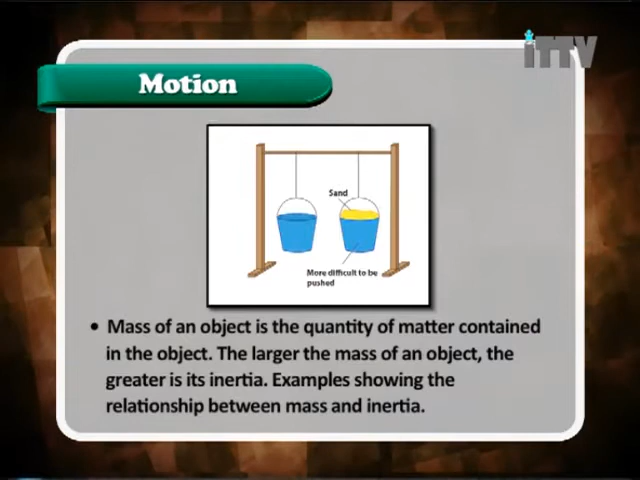 iTTV
Motion
Sand
More difficult to be
pushed
• Mass of an object is the quantity of matter contained
in the object. The larger the mass of an object, the
greater is its inertia. Examples showing the
relationship between mass and inertia.